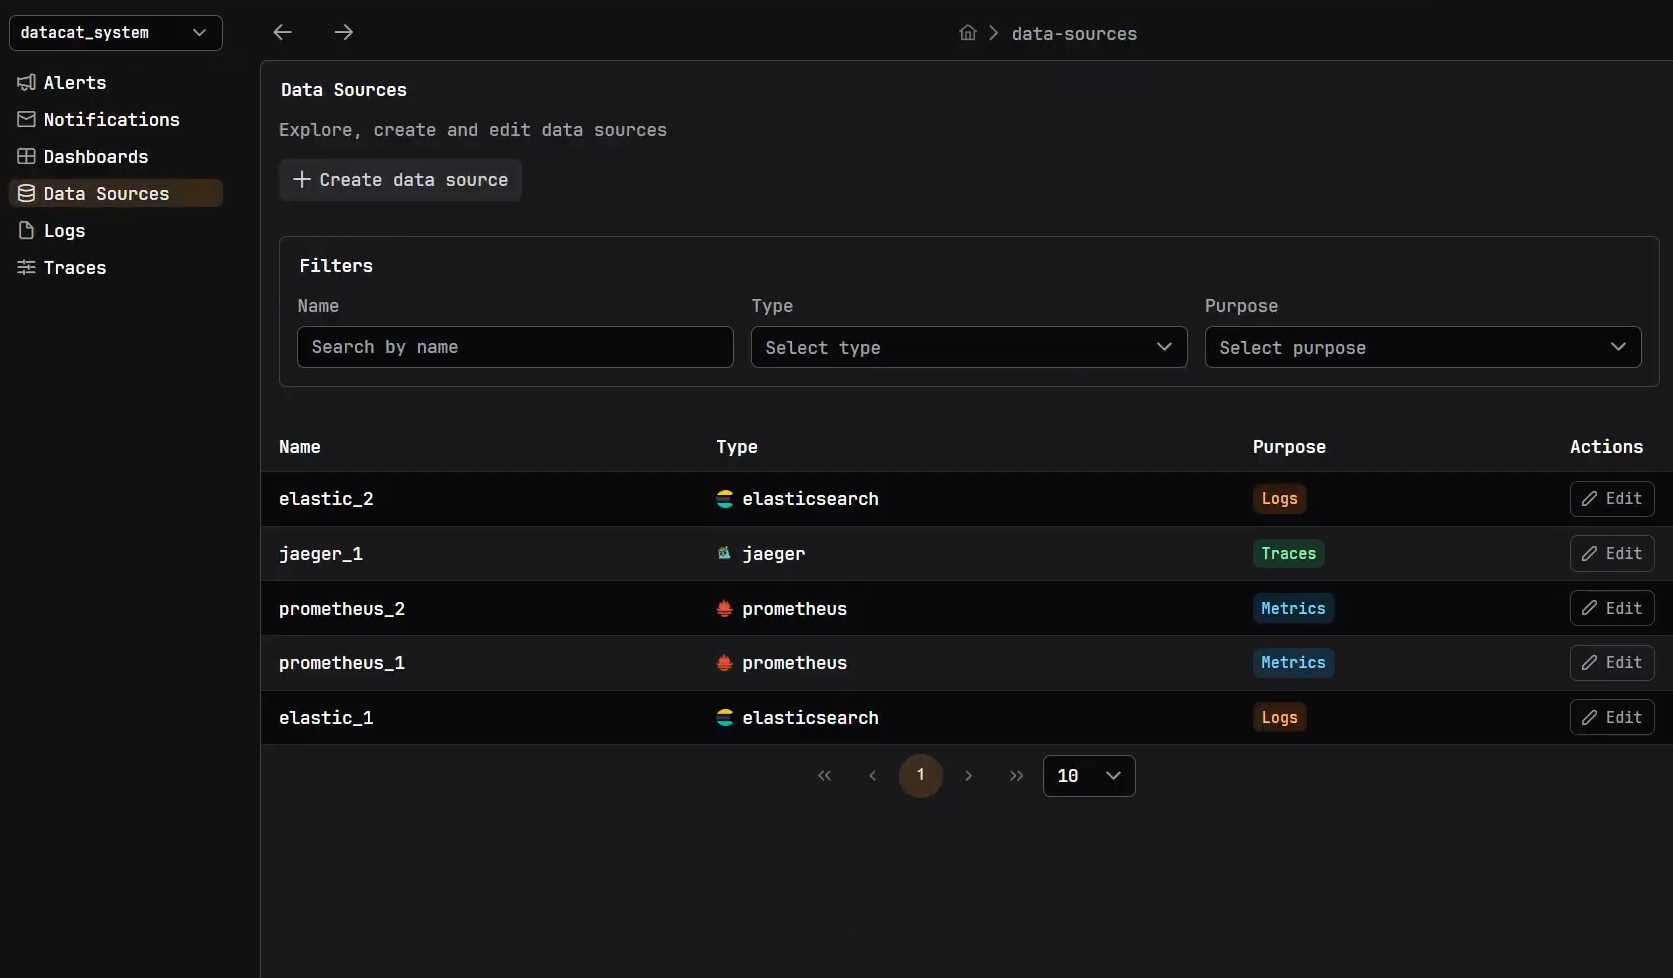 datacat_system
data-sources
Alerts
Notifications
Dashboards
Data Sources
Logs
Traces
Data Sources
Explore, create and edit data sources
Create data source
Filters
Name Type Purpose
Search by name Select type Select purpose
Name Type Purpose Actions
elastic_2 elasticsearch Logs Edit
jaeger_1 jaeger Traces Edit
prometheus_2 prometheus Metrics Edit
prometheus_1 prometheus Metrics Edit
elastic_1 elasticsearch Logs Edit
1 10